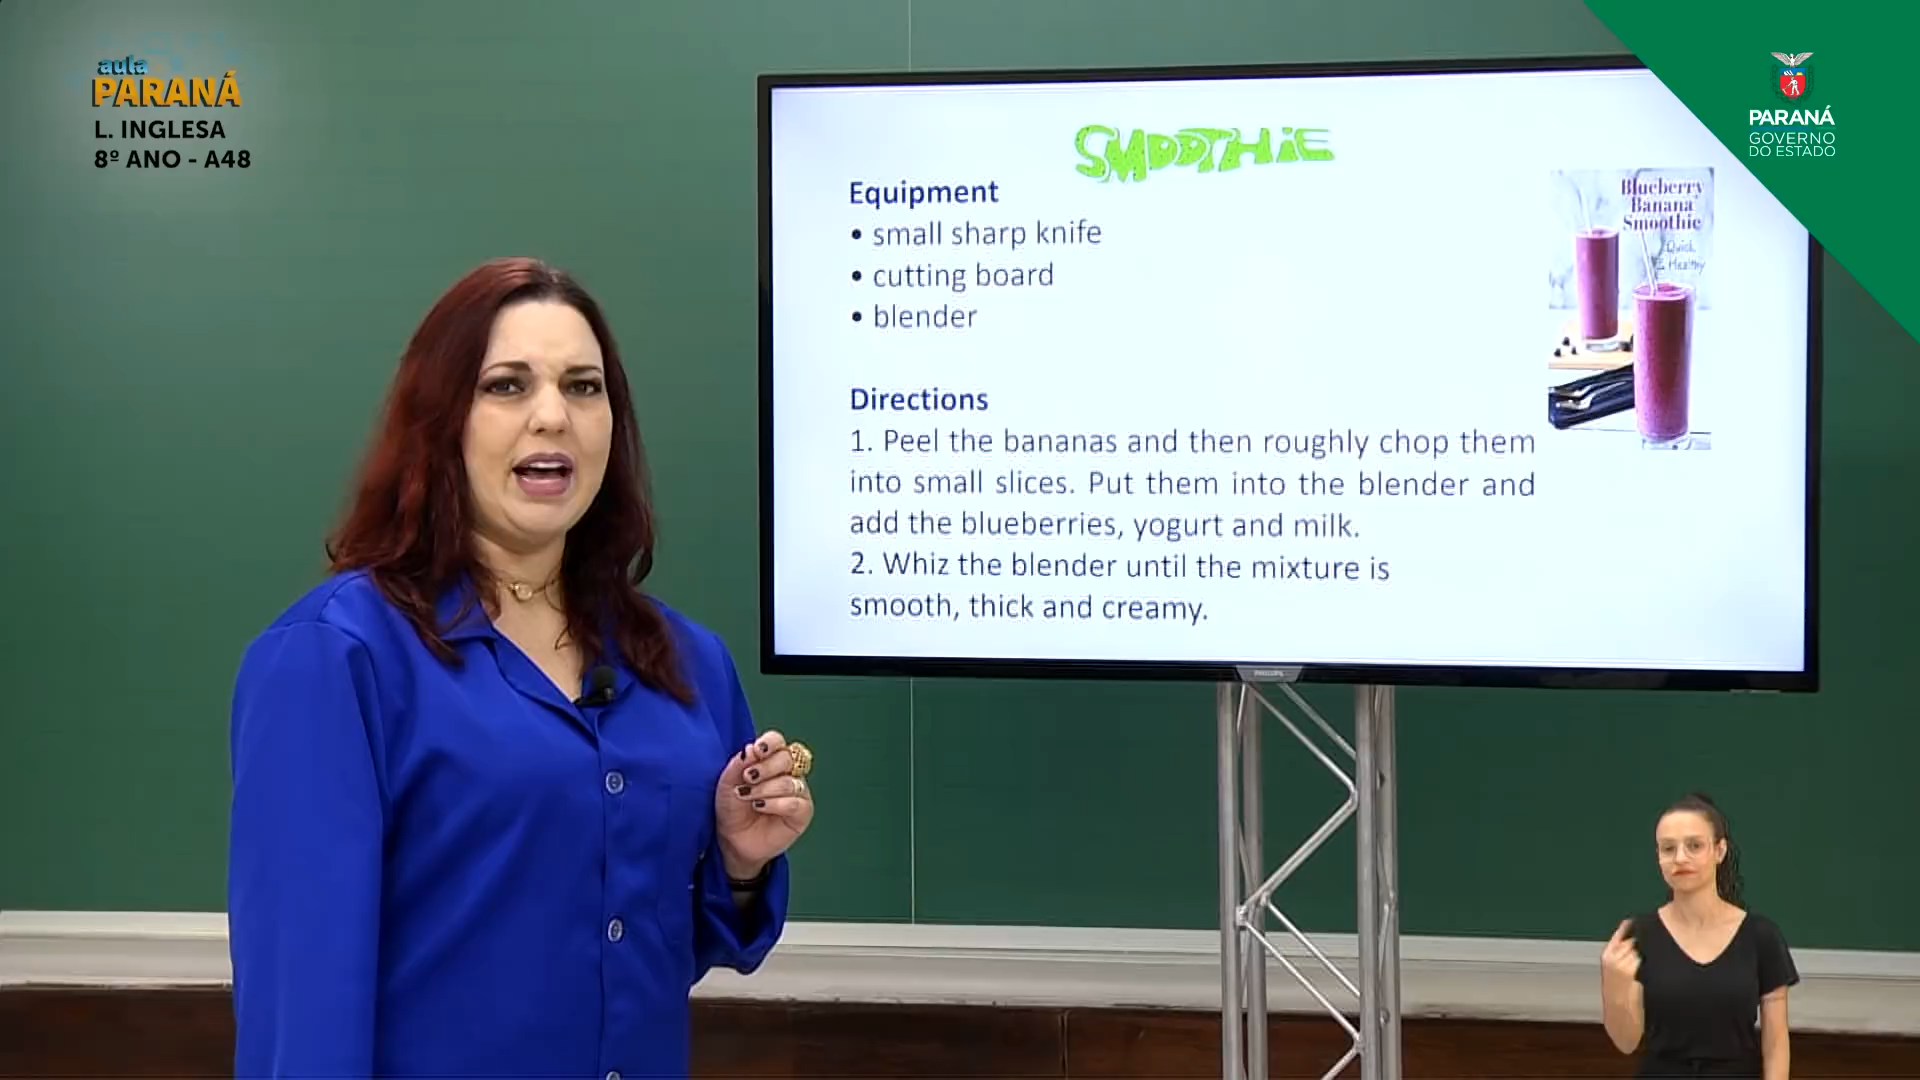 aula
PARANÁ
L. INGLESA
8º ANO - A48
PARANÁ
GOVERNO
DO ESTADO
SMOOTHIE
Equipment
• small sharp knife
• cutting board
• blender
Directions
1. Peel the bananas and then roughly chop them
into small slices. Put them into the blender and
add the blueberries, yogurt and milk.
2. Whiz the blender until the mixture is
smooth, thick and creamy.
Blueberry
Banana
Smoothie
Quick
& Healthy
PHILIPS